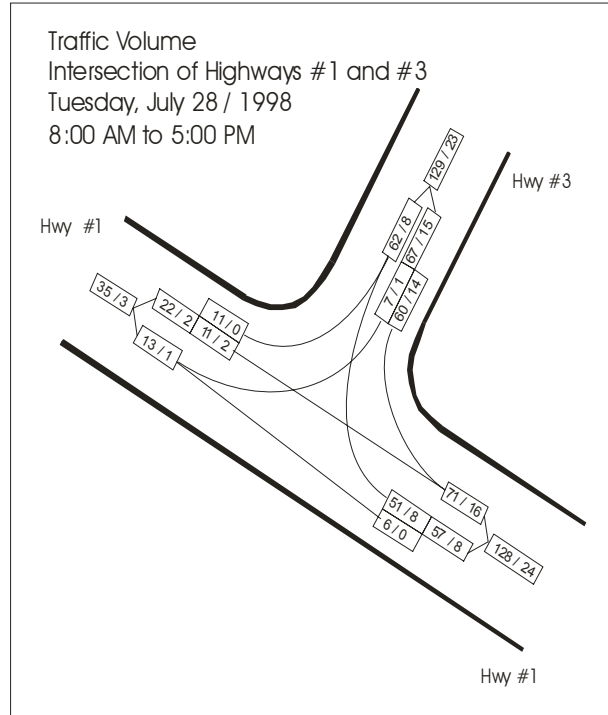 Traffic Volume
Intersection of Highways #1 and #3
Tuesday, July 28 / 1998
8:00 AM to 5:00 PM
129 / 23
Hwy #3
Hwy #1
62 / 8
67 / 15
7 / 1
60 / 14
35 / 3
22 / 2
11 / 0
11 / 2
13 / 1
71 / 16
51 / 8
6 / 0
57 / 8
128 / 24
Hwy #1